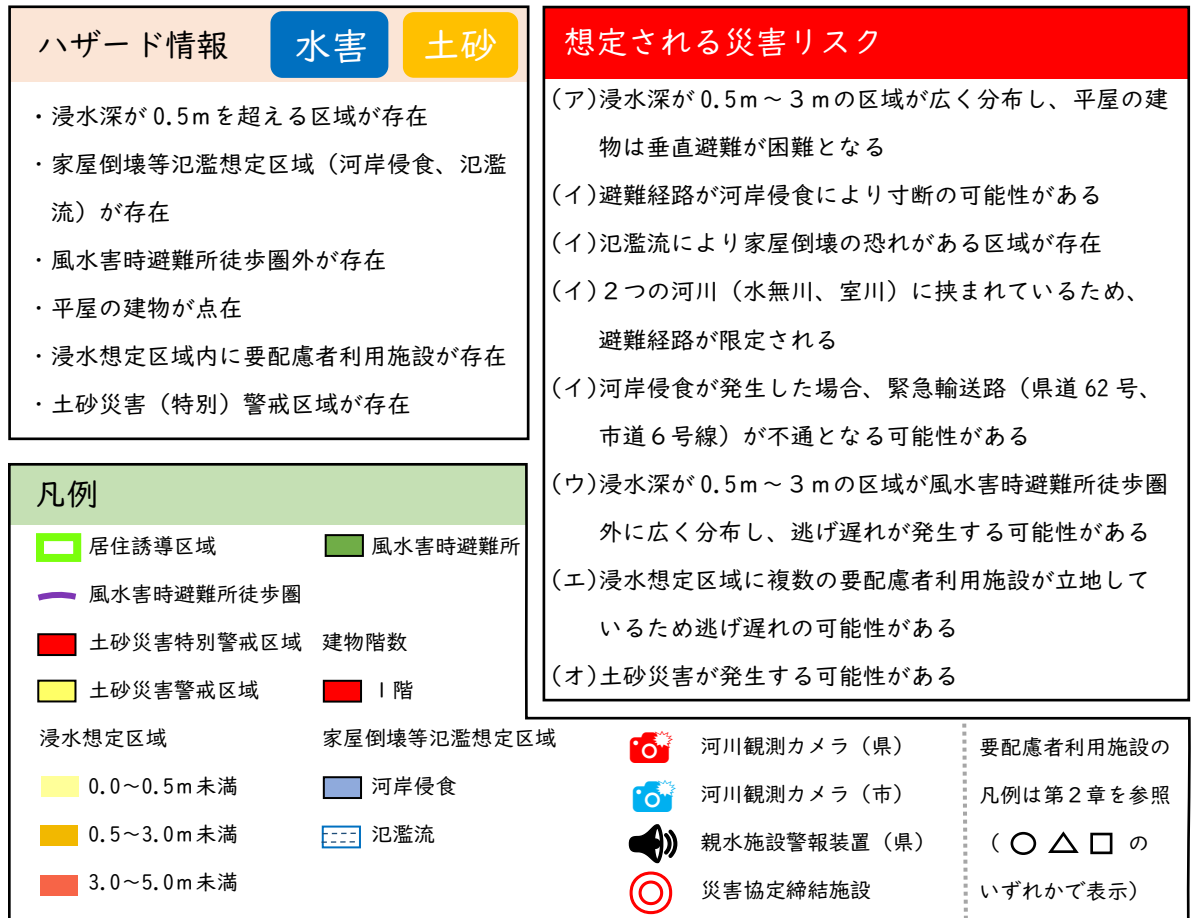 ハザード情報
水害
土砂
・浸水深が0.5mを超える区域が存在
・家屋倒壊等氾濫想定区域（河岸侵食、氾濫
流）が存在
・風水害時避難所徒歩圏外が存在
・平屋の建物が点在
・浸水想定区域内に要配慮者利用施設が存在
・土砂災害（特別）警戒区域が存在
想定される災害リスク
(ア)浸水深が0.5m～3mの区域が広く分布し、平屋の建
物は垂直避難が困難となる
(イ)避難経路が河岸侵食により寸断の可能性がある
(イ)氾濫流により家屋倒壊の恐れがある区域が存在
(イ)２つの河川（水無川、室川）に挟まれているため、
避難経路が限定される
(イ)河岸侵食が発生した場合、緊急輸送路（県道62号、
市道６号線）が不通となる可能性がある
(ウ)浸水深が0.5m～3mの区域が風水害時避難所徒歩圏
外に広く分布し、逃げ遅れが発生する可能性がある
(エ)浸水想定区域に複数の要配慮者利用施設が立地して
いるため逃げ遅れの可能性がある
(オ)土砂災害が発生する可能性がある
凡例
居住誘導区域
風水害時避難所
風水害時避難所徒歩圏
土砂災害特別警戒区域
建物階数
土砂災害警戒区域
1階
浸水想定区域
家屋倒壊等氾濫想定区域
0.0～0.5m未満
河岸侵食
0.5～3.0m未満
氾濫流
3.0～5.0m未満
河川観測カメラ（県）
河川観測カメラ（市）
親水施設警報装置（県）
災害協定締結施設
要配慮者利用施設の
凡例は第２章を参照
（○△□の
いずれかで表示）